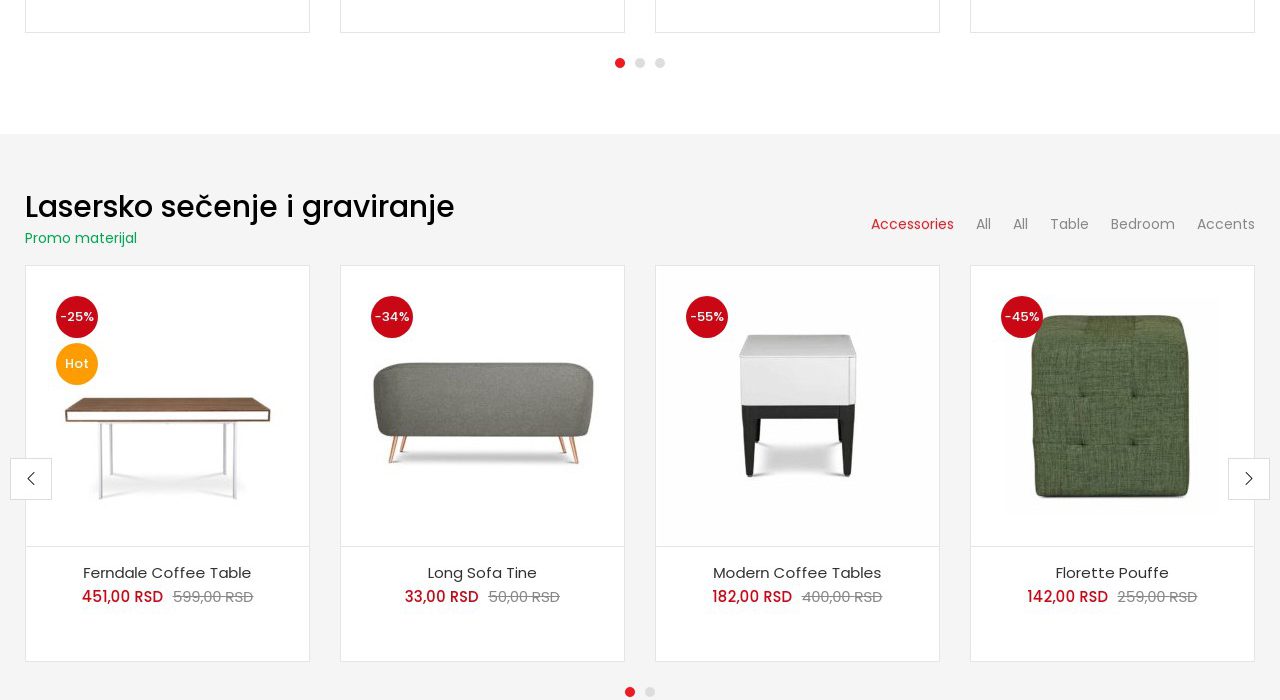 Lasersko sečenje i graviranje
Promo materijal
Accessories All All Table Bedroom Accents
-25%
Hot
-34%
-55%
-45%
Ferndale Coffee Table
451,00 RSD 599,00 RSD
Long Sofa Tine
33,00 RSD 50,00 RSD
Modern Coffee Tables
182,00 RSD 400,00 RSD
Florette Pouffe
142,00 RSD 259,00 RSD